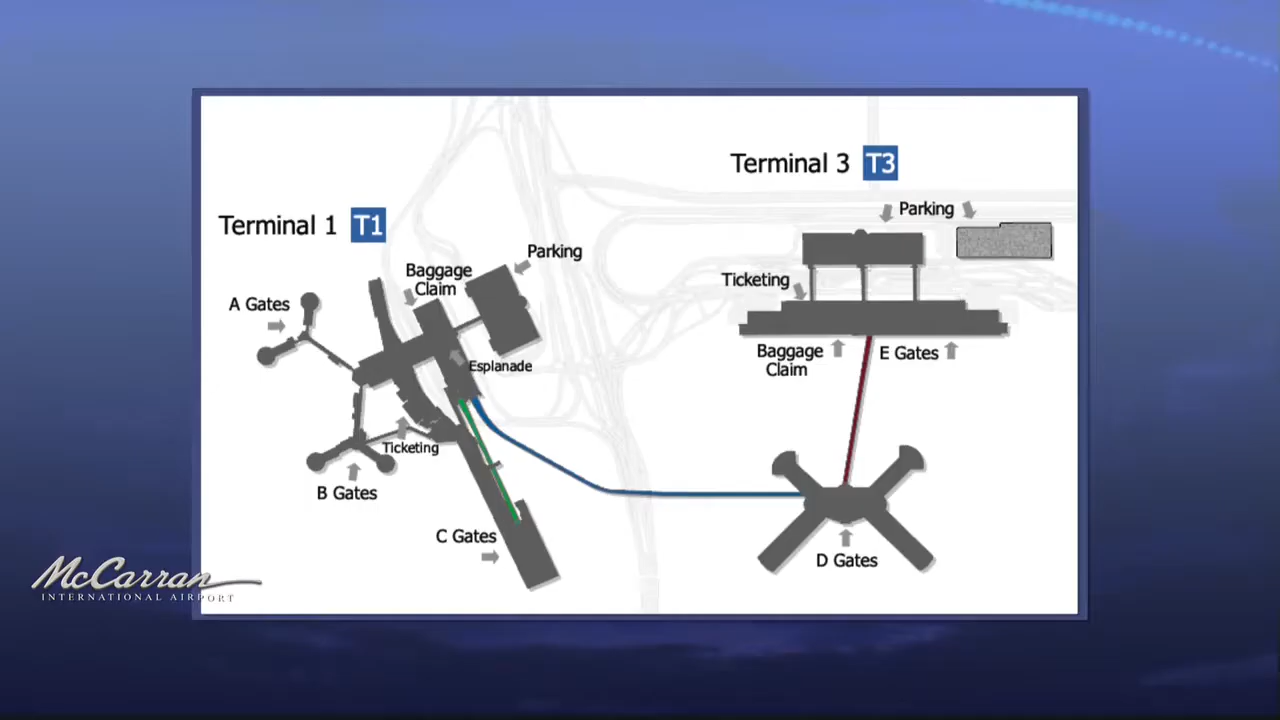 Terminal 3 T3
Parking
Terminal 1 T1
Parking
Baggage
Claim
Ticketing
A Gates
Baggage
Claim
E Gates
Esplanade
Ticketing
B Gates
C Gates
D Gates
McCarran
INTERNATIONAL AIRPORT